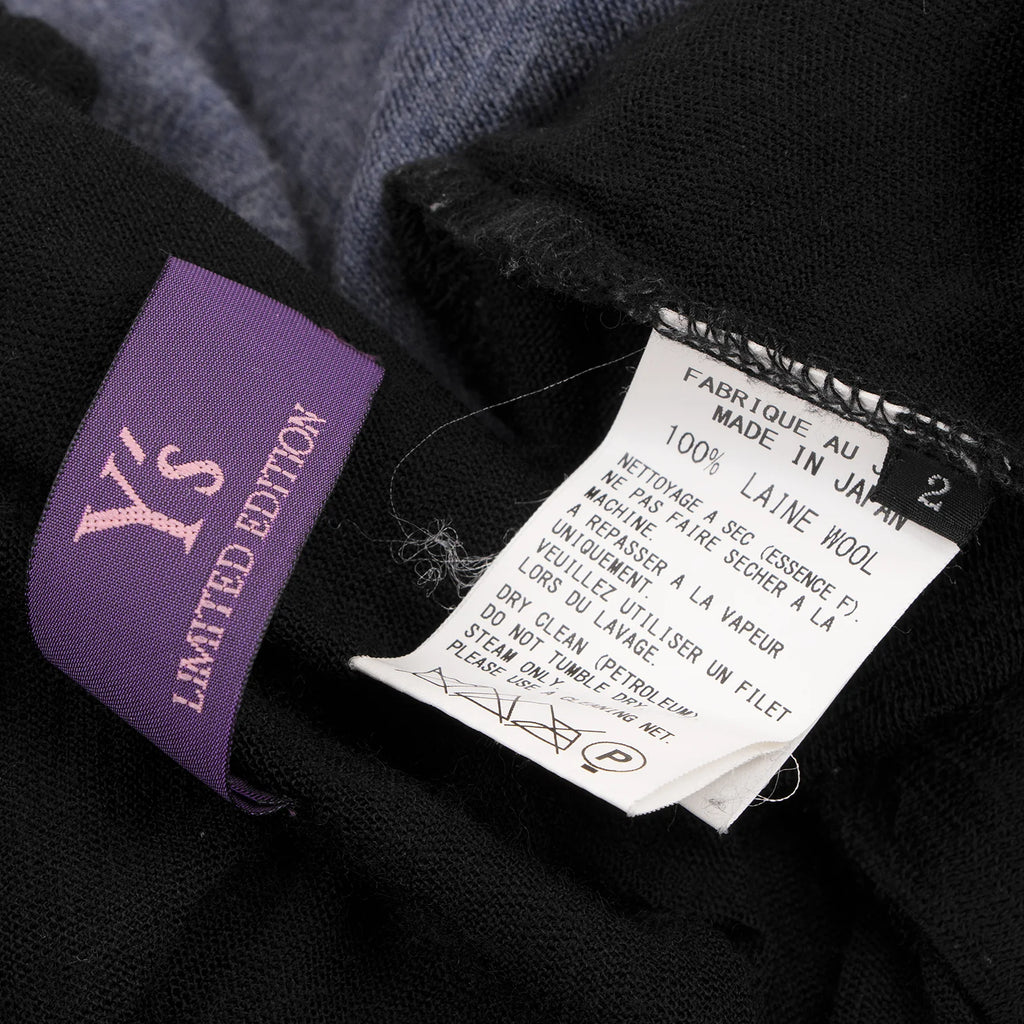 Y's
LIMITED EDITION
FABRIQUE AU
MADE IN JAPAN
2
100% LAINE WOOL
NETTOYAGE A SEC (ESSENCE F).
NE PAS FAIRE SECHER A LA
MACHINE.
A REPASSER A LA VAPEUR
UNIQUEMENT.
VEUILLEZ UTILISER UN FILET
LORS DU LAVAGE.
DRY CLEAN (PETROLEUM)
DO NOT TUMBLE DRY
STEAM ONLY
PLEASE USE A CLEANING NET.
P